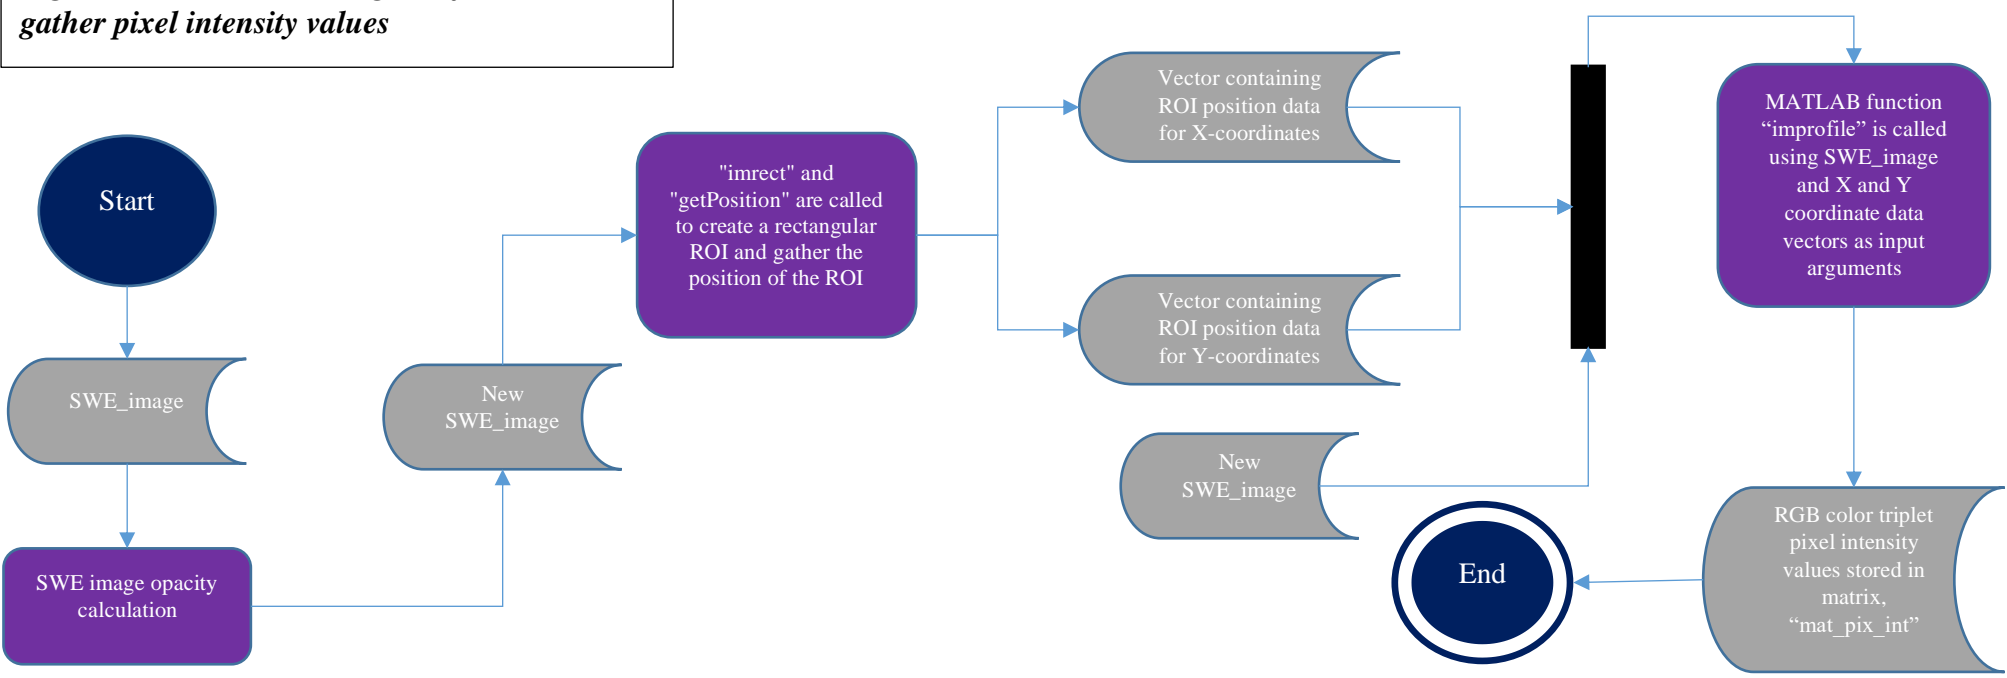 gather pixel intensity values
Start
SWE_image
SWE image opacity
calculation
New
SWE_image
"imrect" and
"getPosition" are called
to create a rectangular
ROI and gather the
position of the ROI
Vector containing
ROI position data
for X-coordinates
Vector containing
ROI position data
for Y-coordinates
New
SWE_image
MATLAB function
“improfile” is called
using SWE_image
and X and Y
coordinate data
vectors as input
arguments
RGB color triplet
pixel intensity
values stored in
matrix,
“mat_pix_int”
End